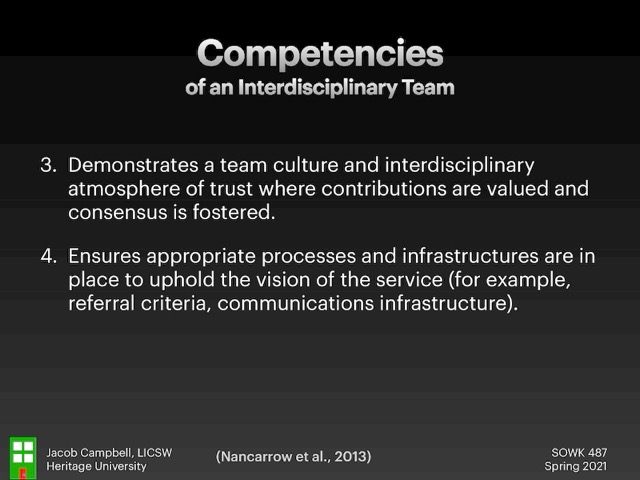 Competencies
of an Interdisciplinary Team
3. Demonstrates a team culture and interdisciplinary
atmosphere of trust where contributions are valued and
consensus is fostered.
4. Ensures appropriate processes and infrastructures are in
place to uphold the vision of the service (for example,
referral criteria, communications infrastructure).
Jacob Campbell, LICSW
Heritage University
(Nancarrow et al., 2013)
SOWK 487
Spring 2021